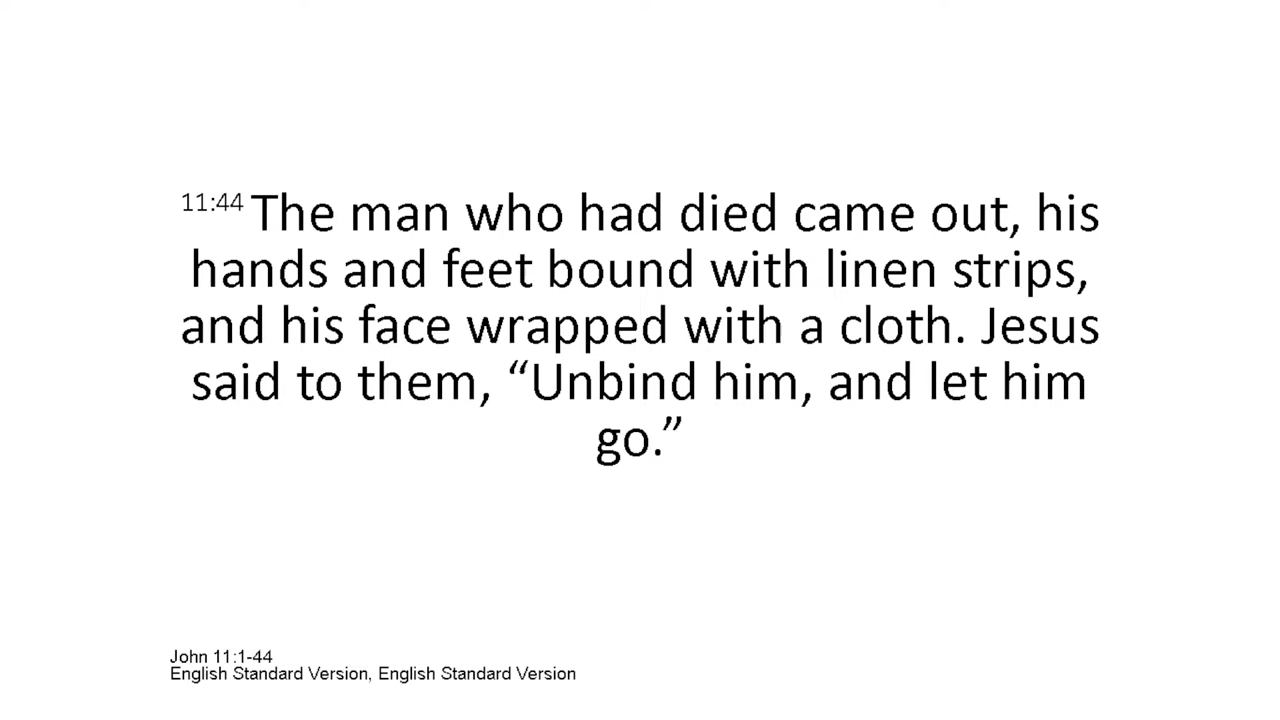 11:44 The man who had died came out, his
hands and feet bound with linen strips,
and his face wrapped with a cloth. Jesus
said to them, “Unbind him, and let him
go.”
John 11:1-44
English Standard Version, English Standard Version